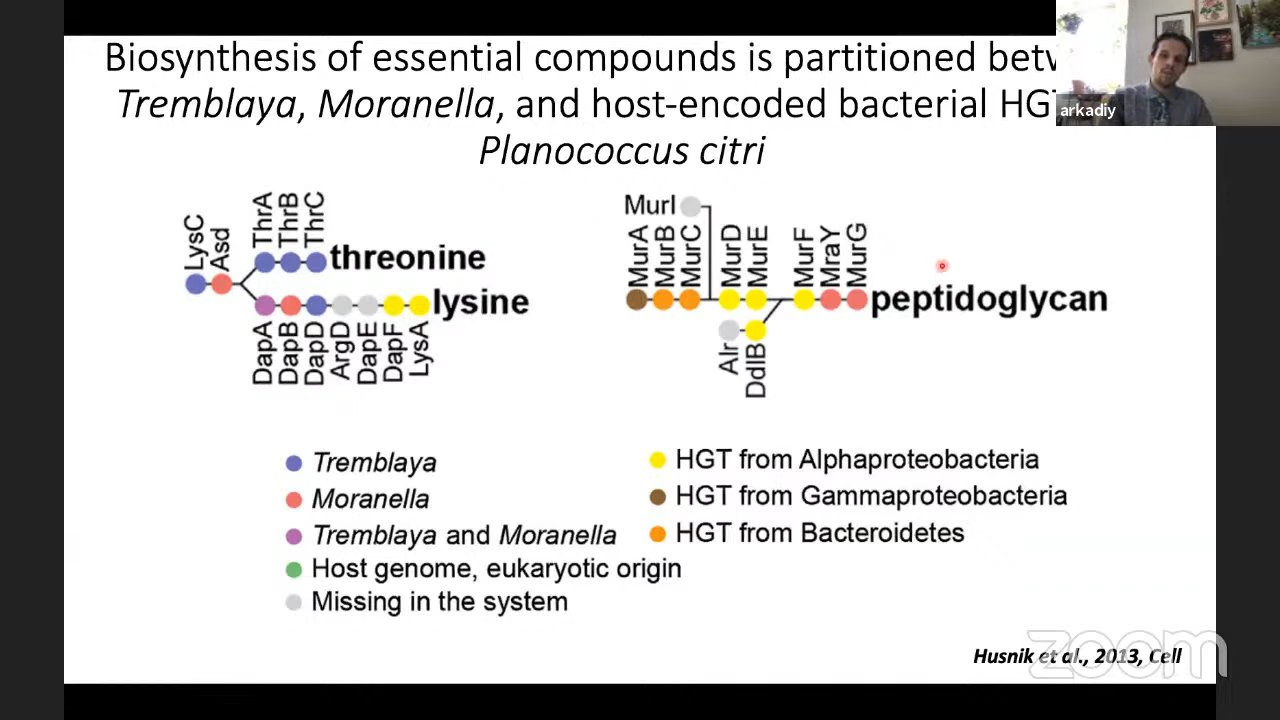 Biosynthesis of essential compounds is partitioned
Tremblaya, Moranella, and host-encoded bacterial
Planococcus citri
arkadiy
LysC
Asd
ThrA
ThrB
ThrC
threonine
lysine
DapA
DapB
DapD
ArgD
DapE
DapF
LysA
MurI
MurA
MurB
MurC
MurD
MurE
MurF
MraY
MurG
peptidoglycan
Alr
DdlB
Tremblaya
Moranella
Tremblaya and Moranella
Host genome, eukaryotic origin
Missing in the system
HGT from Alphaproteobacteria
HGT from Gammaproteobacteria
HGT from Bacteroidetes
Husnik et al., 2013, Cell
zoom